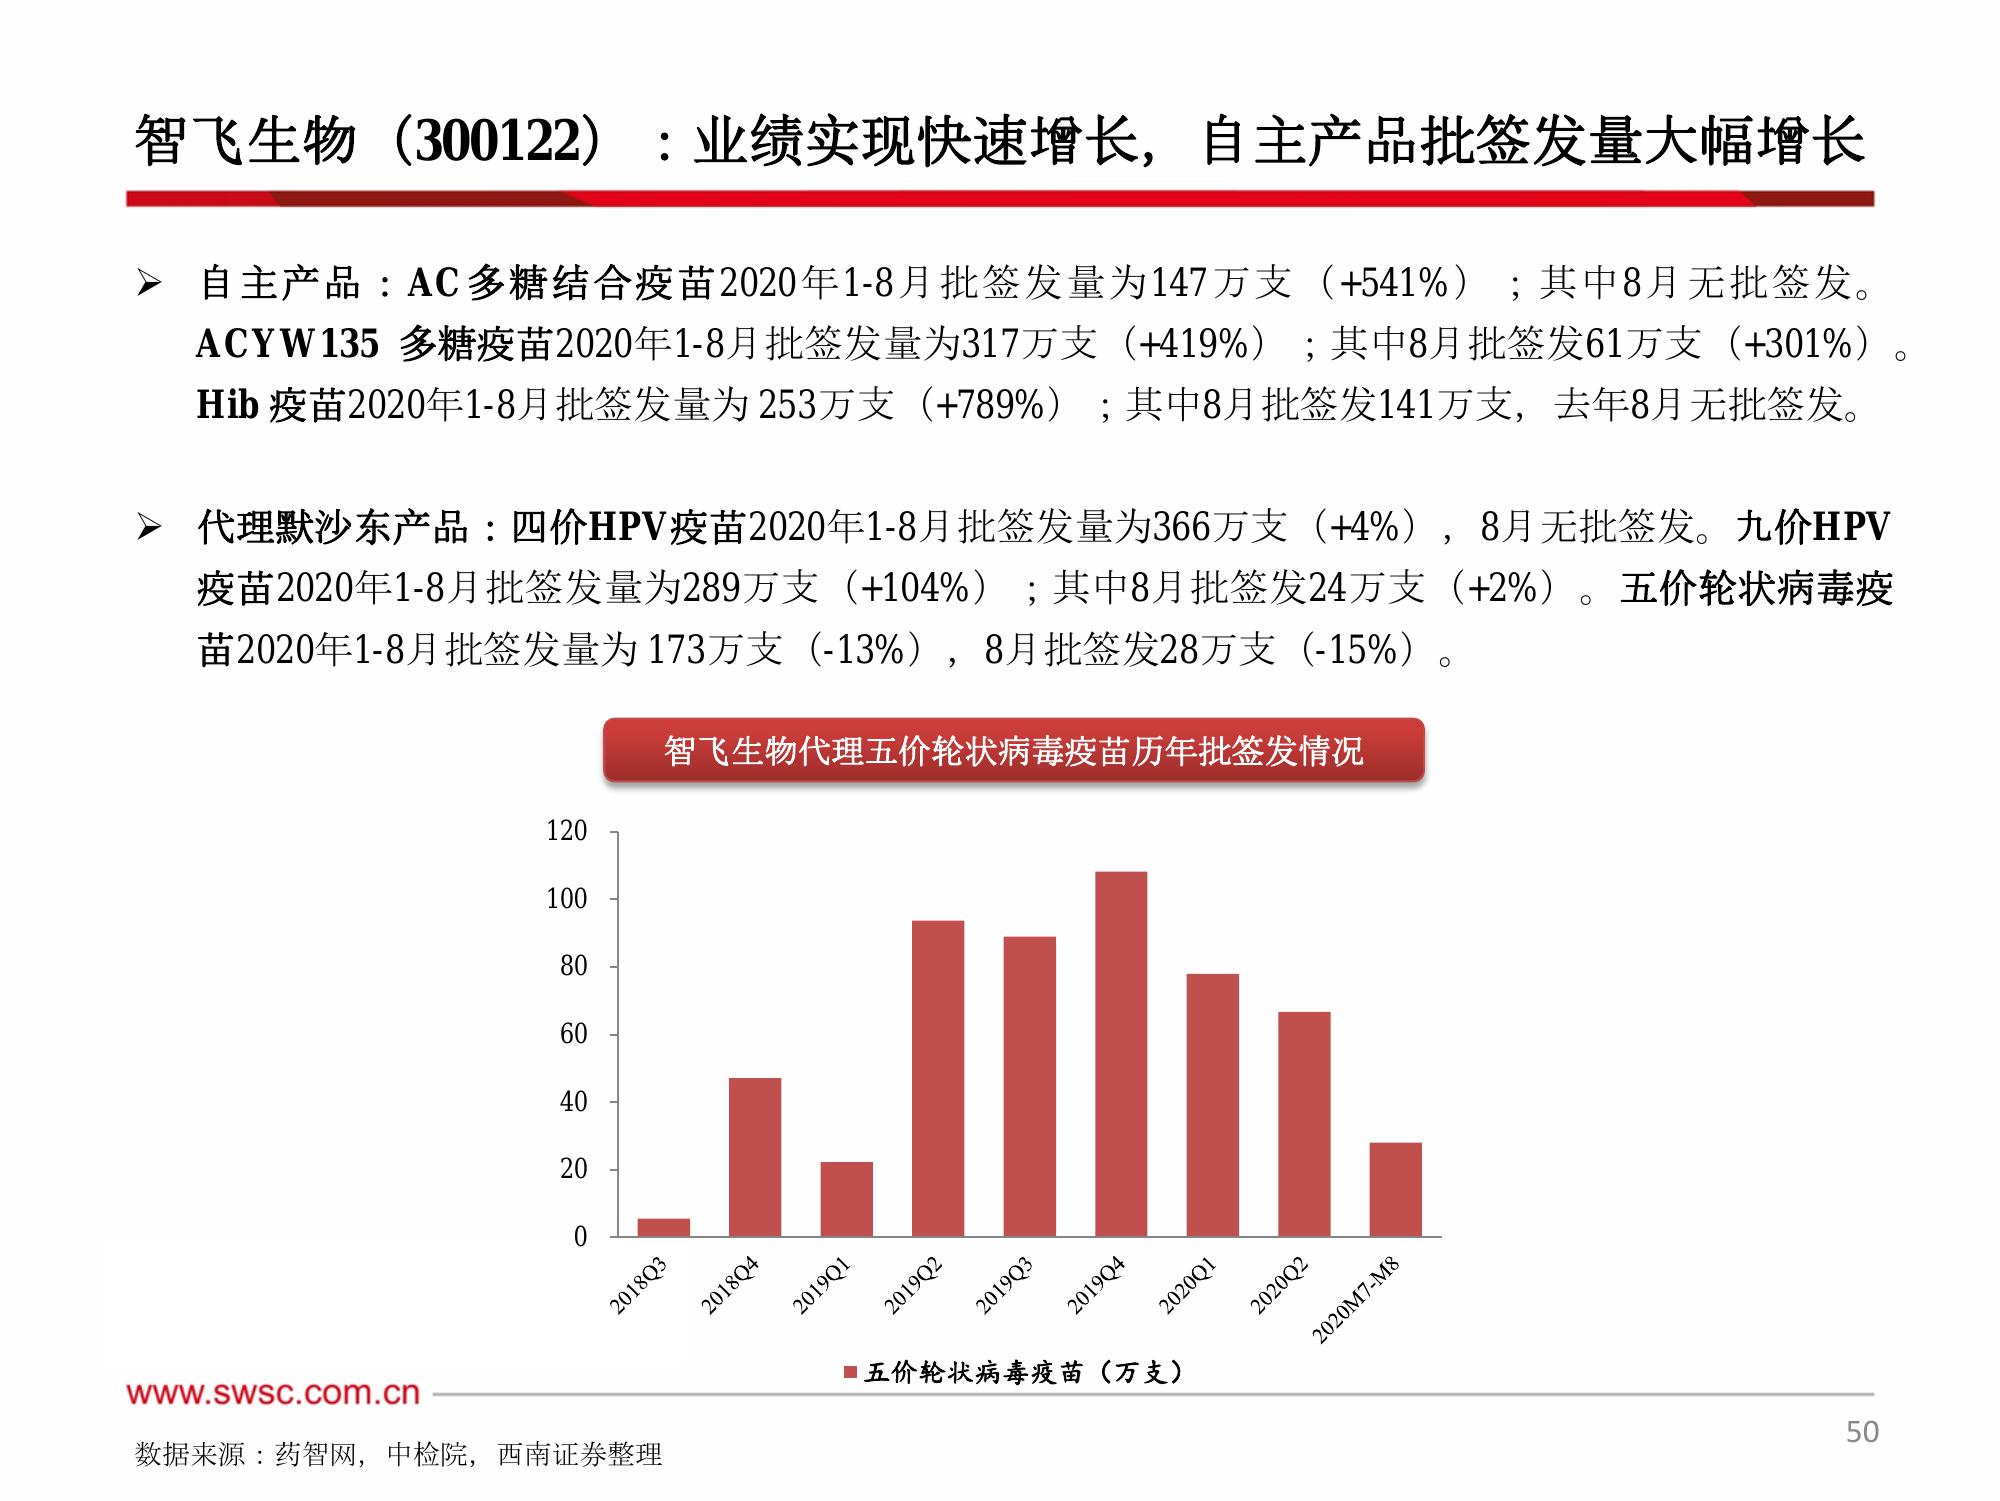 智飞生物（300122）：业绩实现快速增长，自主产品批签发量大幅增长
➢ 自主产品：AC多糖结合疫苗2020年1-8月批签发量为147万支（+541%）；其中8月无批签发。
ACYW135 多糖疫苗2020年1-8月批签发量为317万支（+419%）；其中8月批签发61万支（+301%）。
Hib疫苗2020年1-8月批签发量为253万支（+789%）；其中8月批签发141万支，去年8月无批签发。
➢ 代理默沙东产品：四价HPV疫苗2020年1-8月批签发量为366万支（+4%），8月无批签发。九价HPV
疫苗2020年1-8月批签发量为289万支（+104%）；其中8月批签发24万支（+2%）。五价轮状病毒疫
苗2020年1-8月批签发量为173万支（-13%），8月批签发28万支（-15%）。
智飞生物代理五价轮状病毒疫苗历年批签发情况
120
100
80
60
40
20
0
2018Q3
2018Q4
2019Q1
2019Q2
2019Q3
2019Q4
2020Q1
2020Q2
2020M7-M8
五价轮状病毒疫苗（万支）
www.swsc.com.cn
50
数据来源：药智网，中检院，西南证券整理